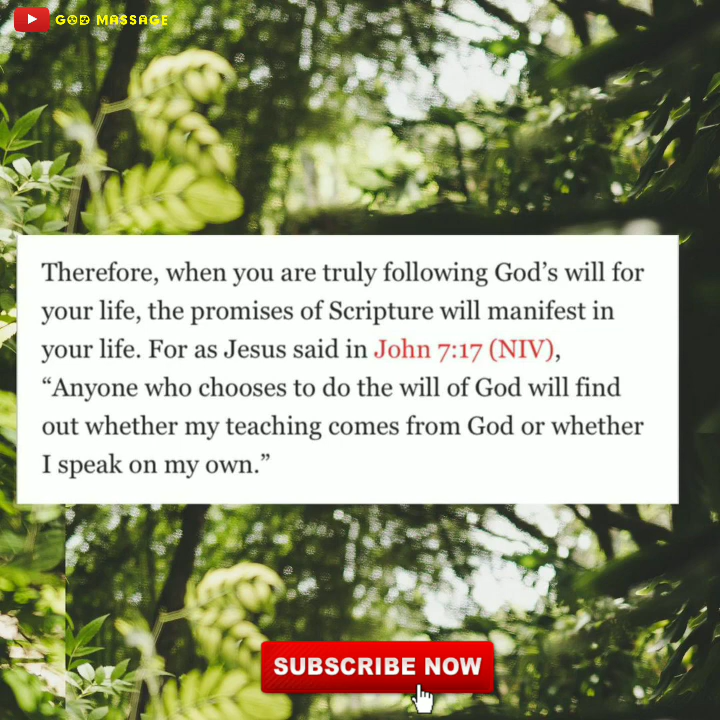 GOD MASSAGE
Therefore, when you are truly following God’s will for
your life, the promises of Scripture will manifest in
your life. For as Jesus said in John 7:17 (NIV),
“Anyone who chooses to do the will of God will find
out whether my teaching comes from God or whether
I speak on my own.”
SUBSCRIBE NOW